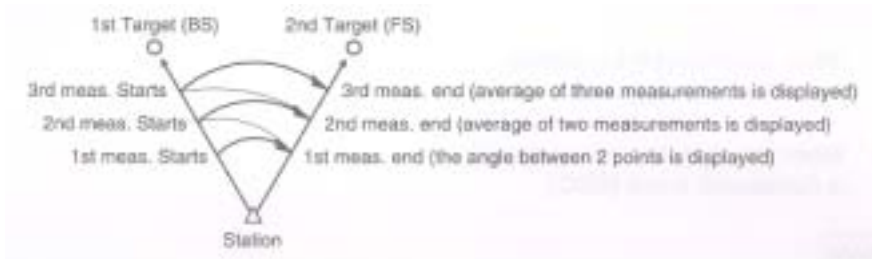 1st Target (BS) 2nd Target (FS)
3rd meas. Starts 3rd meas. end (average of three measurements is displayed)
2nd meas. Starts 2nd meas. end (average of two measurements is displayed)
1st meas. Starts 1st meas. end (the angle between 2 points is displayed)
Station